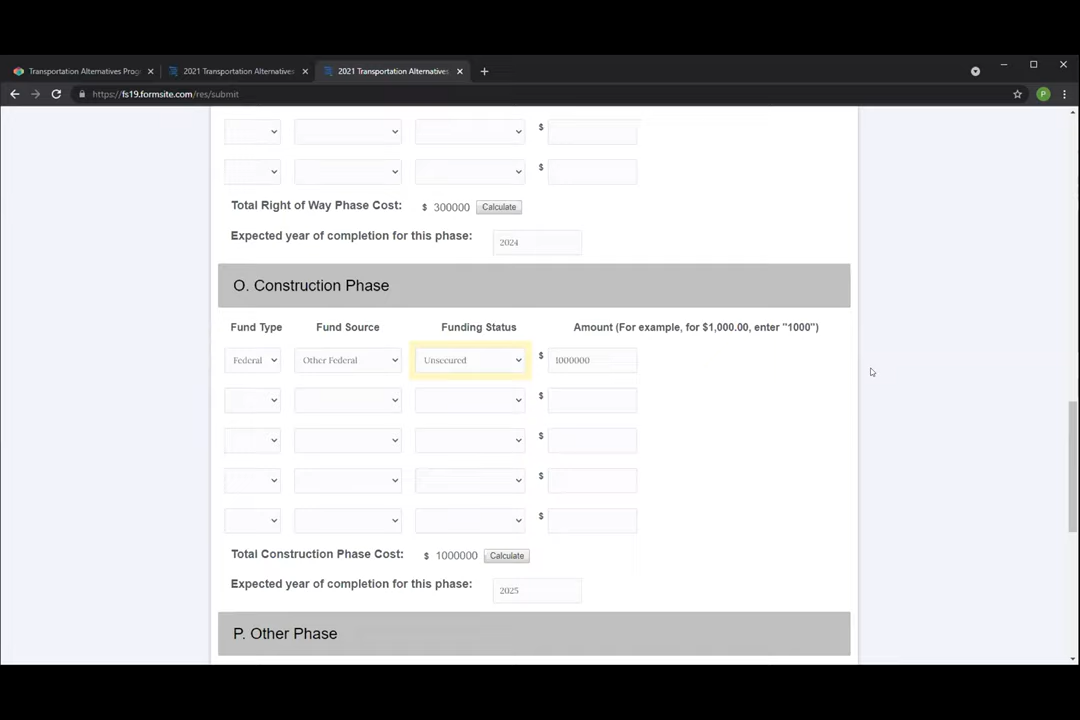 Transportation Alternatives Prog
2021 Transportation Alternatives
2021 Transportation Alternatives
https://fs19.formsite.com/res/submit
P
$
$
Total Right of Way Phase Cost: $ 300000 Calculate
Expected year of completion for this phase: 2024
O. Construction Phase
Fund Type Fund Source Funding Status Amount (For example, for $1,000.00, enter "1000")
Federal Other Federal Unsecured $ 1000000
$
$
$
$
Total Construction Phase Cost: $ 1000000 Calculate
Expected year of completion for this phase: 2025
P. Other Phase